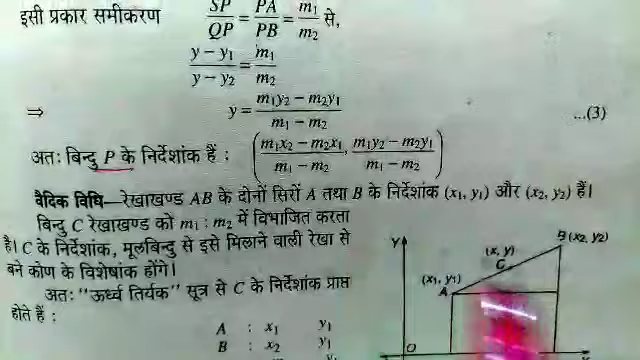 इसी प्रकार समीकरण SP/QP = PA/PB = m₁/m₂ से,
(y – y₁)/(y – y₂) = m₁/m₂
⇒ y = (m₁y₂ – m₂y₁)/(m₁ – m₂) ...(3)
अतः बिन्दु P के निर्देशांक हैं : ((m₁x₂ – m₂x₁)/(m₁ – m₂), (m₁y₂ – m₂y₁)/(m₁ – m₂))
वैदिक विधि—रेखाखण्ड AB के दोनों सिरों A तथा B के निर्देशांक (x₁, y₁) और (x₂, y₂) हैं।
बिन्दु C रेखाखण्ड को m₁ : m₂ में विभाजित करता
है। C के निर्देशांक, मूलबिन्दु से इसे मिलाने वाली रेखा से
बने कोण के विशेषांक होंगे।
अतः "ऊर्ध्व तिर्यक" सूत्र से C के निर्देशांक प्राप्त
होते हैं :
A : x₁ y₁
B : x₂ y₁
Y
B (x₂, y₂)
(x, y)
C
(x₁, y₁)
A
O